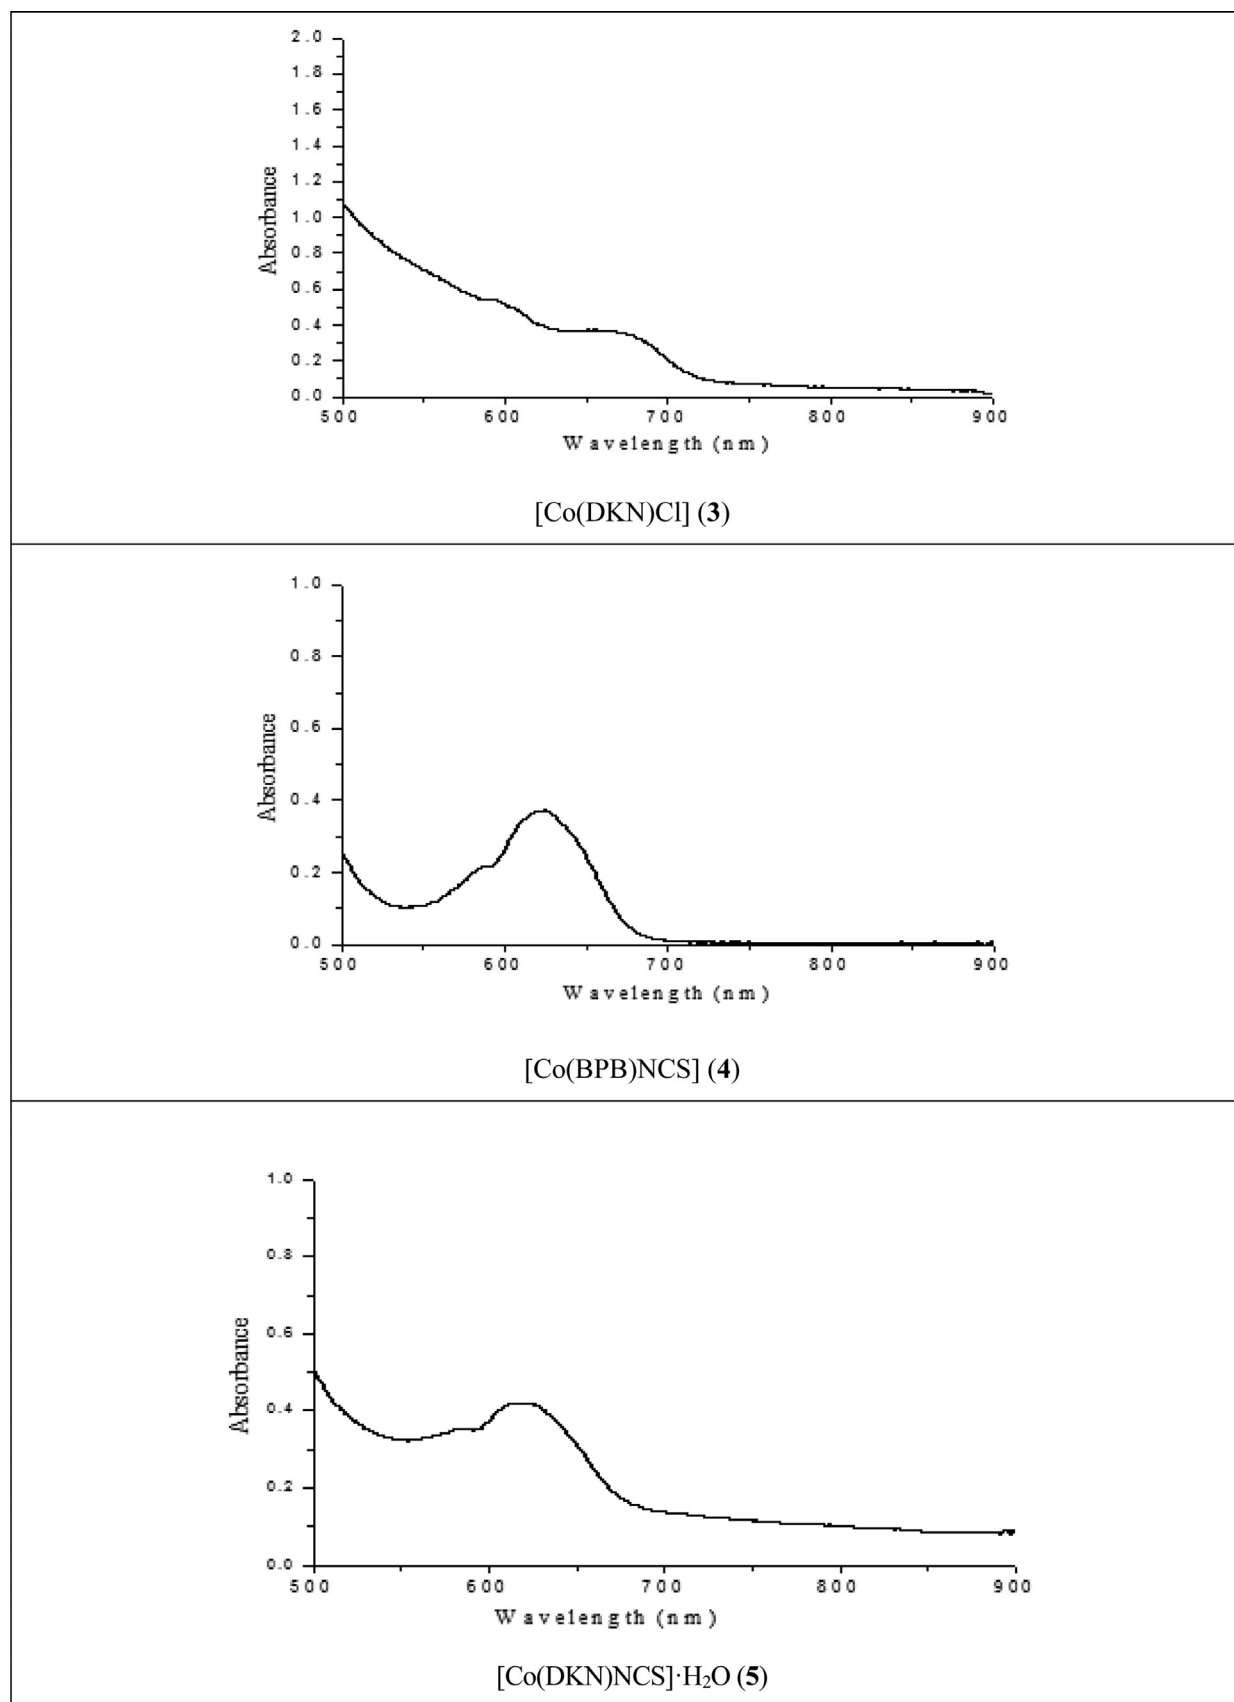 2.0
1.8
1.6
1.4
1.2
1.0
0.8
0.6
0.4
0.2
0.0
Absorbance
500 600 700 800 900
Wavelength (nm)
[Co(DKN)Cl] (3)
1.0
0.8
0.6
0.4
0.2
0.0
Absorbance
500 600 700 800 900
Wavelength (nm)
[Co(BPB)NCS] (4)
1.0
0.8
0.6
0.4
0.2
0.0
Absorbance
500 600 700 800 900
Wavelength (nm)
[Co(DKN)NCS]·H₂O (5)